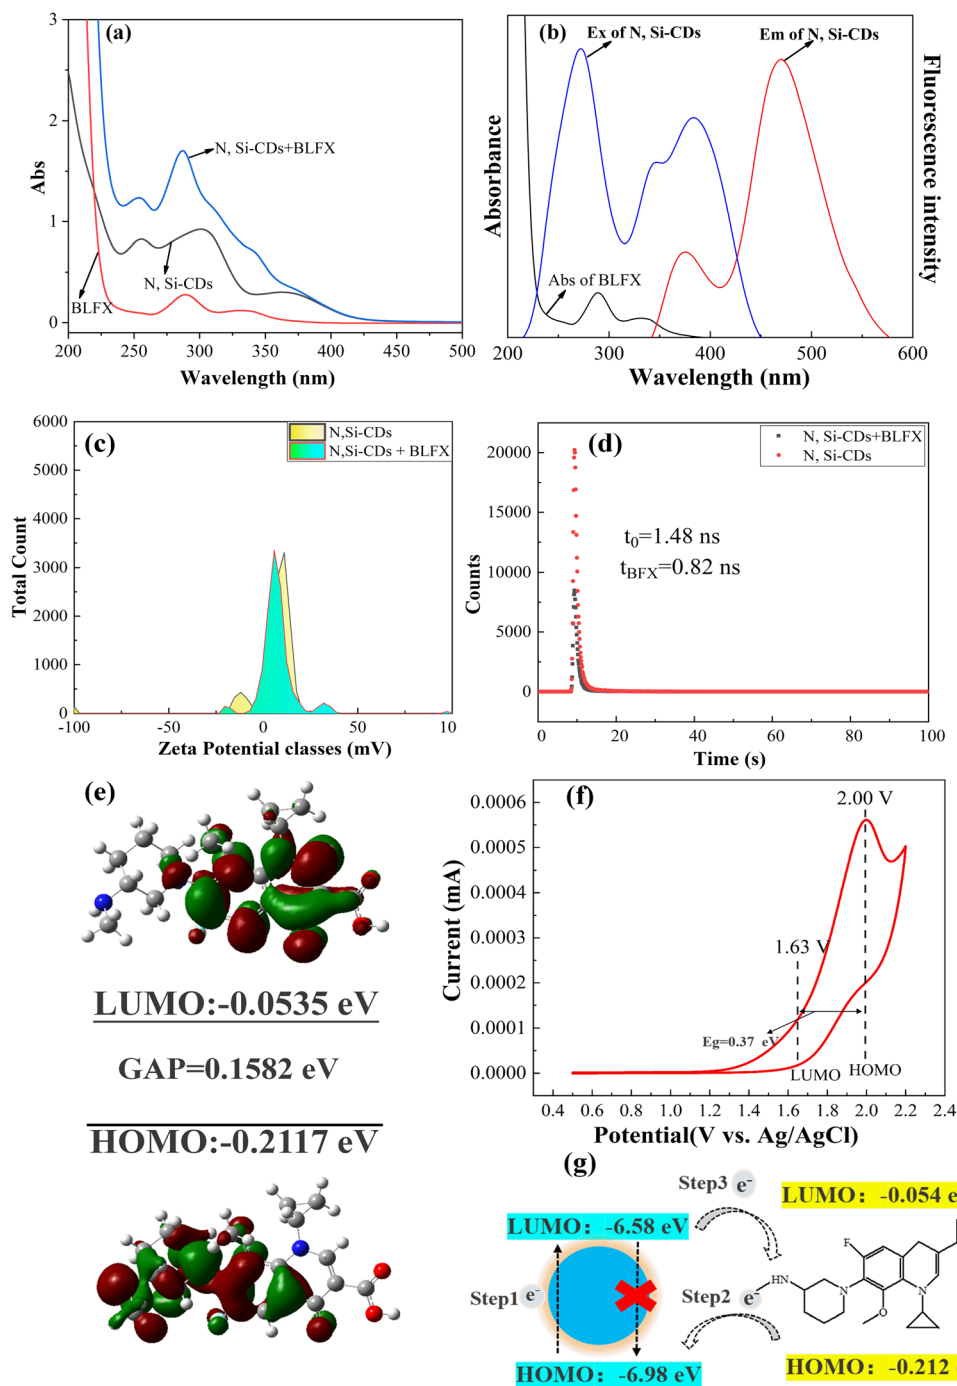 (a)
3
2
1
0
Abs
N, Si-CDs+BLFX
N, Si-CDs
BLFX
200 250 300 350 400 450 500
Wavelength (nm)
(b)
Ex of N, Si-CDs
Em of N, Si-CDs
Abs of BLFX
Absorbance
Fluorescence intensity
200 300 400 500 600
Wavelength (nm)
(c)
N,Si-CDs
N,Si-CDs + BLFX
6000
5000
4000
3000
2000
1000
0
Total Count
-100 -50 0 50 10
Zeta Potential classes (mV)
(d)
N, Si-CDs+BLFX
N, Si-CDs
t0=1.48 ns
tBFX=0.82 ns
20000
15000
10000
5000
0
Counts
0 20 40 60 80 100
Time (s)
(e)
LUMO:-0.0535 eV
GAP=0.1582 eV
HOMO:-0.2117 eV
(f)
2.00 V
1.63 V
Eg=0.37 eV
LUMO
HOMO
0.0006
0.0005
0.0004
0.0003
0.0002
0.0001
0.0000
Current (mA)
0.4 0.6 0.8 1.0 1.2 1.4 1.6 1.8 2.0 2.2 2.4
Potential(V vs. Ag/AgCl)
(g)
Step3 e-
LUMO: -0.054 e
LUMO: -6.58 eV
Step1 e-
Step2 e-
F
HN
N
N
O
HOMO: -6.98 eV
HOMO: -0.212